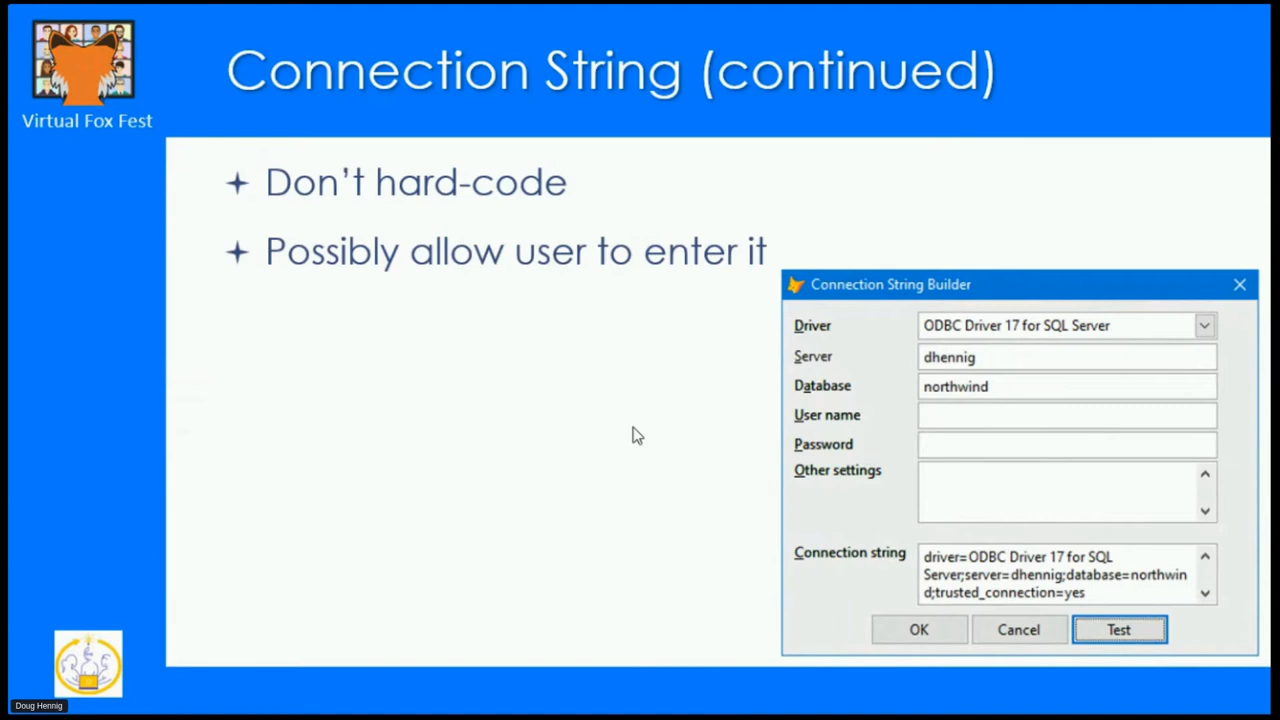 Connection String (continued)
Virtual Fox Fest
Don't hard-code
Possibly allow user to enter it
Connection String Builder
Driver
ODBC Driver 17 for SQL Server
Server
dhennig
Database
northwind
User name
Password
Other settings
Connection string
driver=ODBC Driver 17 for SQL
Server;server=dhennig;database=northwin
d;trusted_connection=yes
OK
Cancel
Test
Doug Hennig